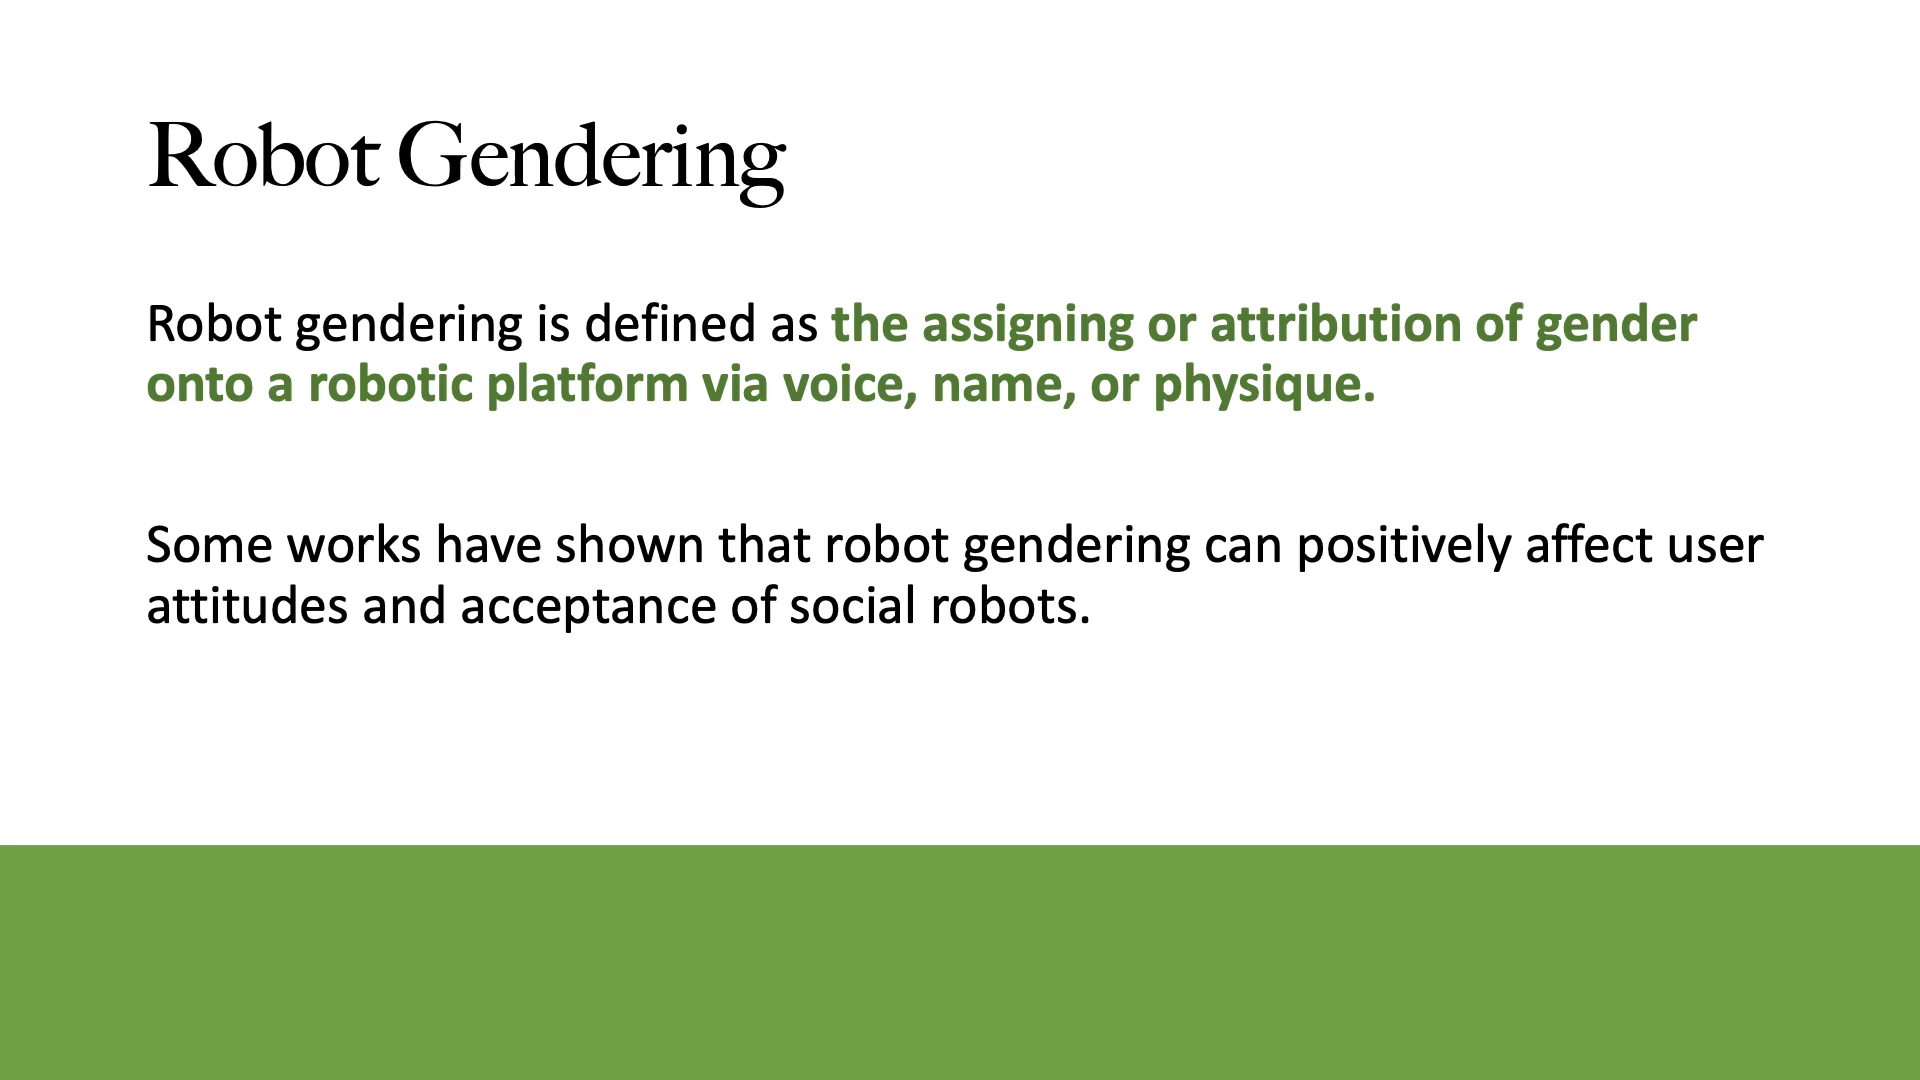 Robot Gendering
Robot gendering is defined as the assigning or attribution of gender
onto a robotic platform via voice, name, or physique.
Some works have shown that robot gendering can positively affect user
attitudes and acceptance of social robots.